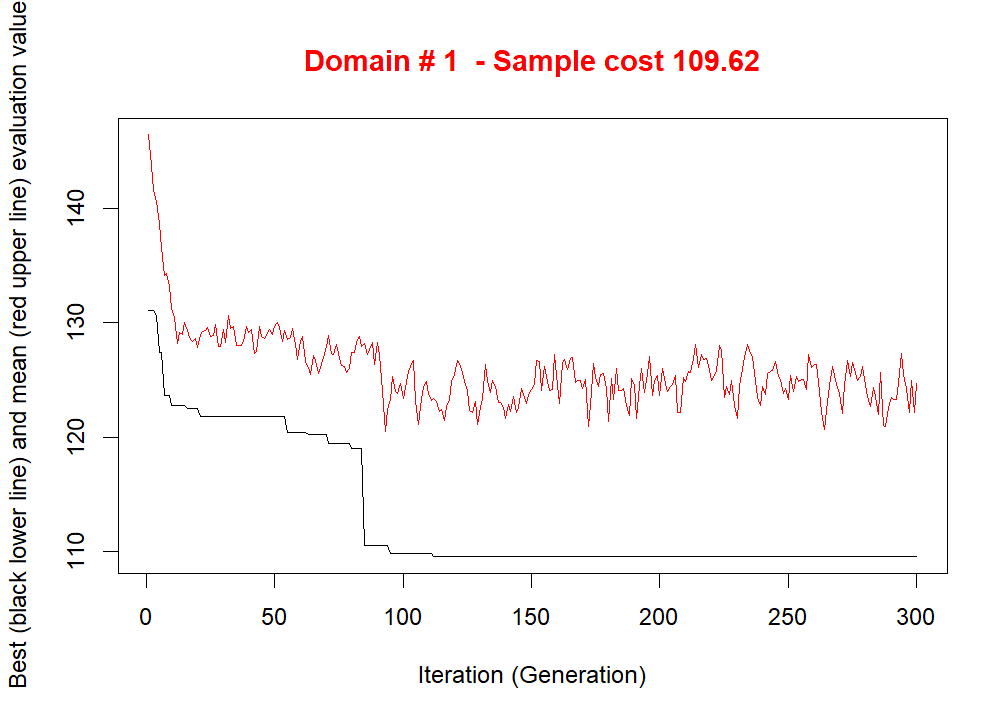 Domain # 1  - Sample cost 109.62
Best (black lower line) and mean (red upper line) evaluation value
140
130
120
110
0 50 100 150 200 250 300
Iteration (Generation)